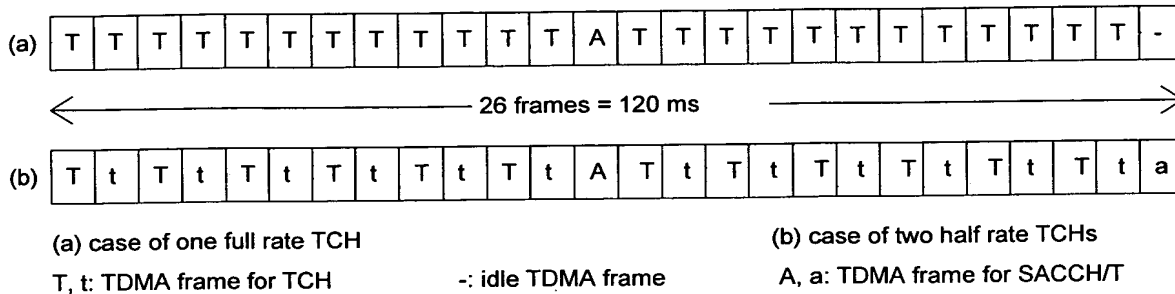 (a) T T T T T T T T T T T T A T T T T T T T T T T T T -
26 frames = 120 ms
(b) T t T t T t T t T t T t A T t T t T t T t T t T t a
(a) case of one full rate TCH (b) case of two half rate TCHs
T, t: TDMA frame for TCH -: idle TDMA frame A, a: TDMA frame for SACCH/T